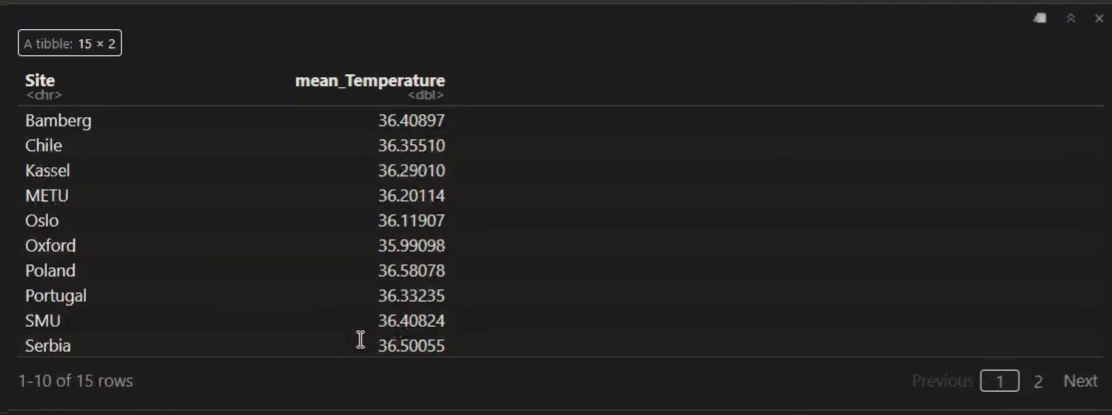 A tibble: 15 × 2
Site mean_Temperature
<chr> <dbl>
Bamberg 36.40897
Chile 36.35510
Kassel 36.29010
METU 36.20114
Oslo 36.11907
Oxford 35.99098
Poland 36.58078
Portugal 36.33235
SMU 36.40824
Serbia 36.50055
1-10 of 15 rows Previous 1 2 Next